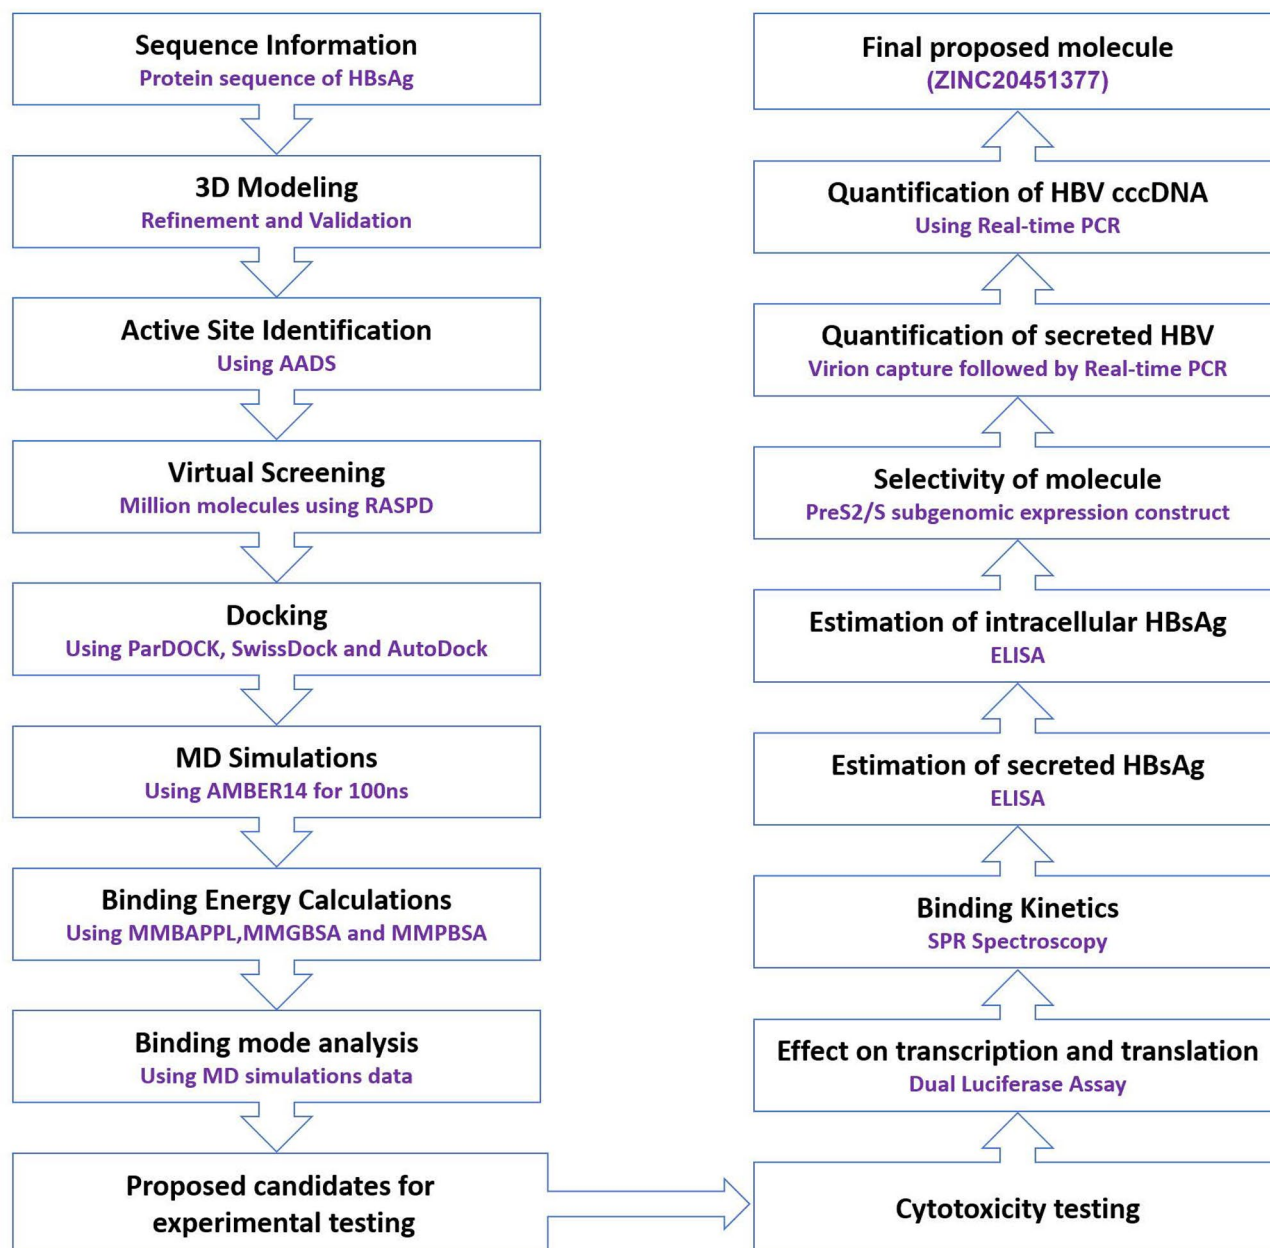 Sequence Information
Protein sequence of HBsAg
3D Modeling
Refinement and Validation
Active Site Identification
Using AADS
Virtual Screening
Million molecules using RASPD
Docking
Using ParDOCK, SwissDock and AutoDock
MD Simulations
Using AMBER14 for 100ns
Binding Energy Calculations
Using MMBAPPL,MMGBSA and MMPBSA
Binding mode analysis
Using MD simulations data
Proposed candidates for
experimental testing
Cytotoxicity testing
Effect on transcription and translation
Dual Luciferase Assay
Binding Kinetics
SPR Spectroscopy
Estimation of secreted HBsAg
ELISA
Estimation of intracellular HBsAg
ELISA
Selectivity of molecule
PreS2/S subgenomic expression construct
Quantification of secreted HBV
Virion capture followed by Real-time PCR
Quantification of HBV cccDNA
Using Real-time PCR
Final proposed molecule
(ZINC20451377)